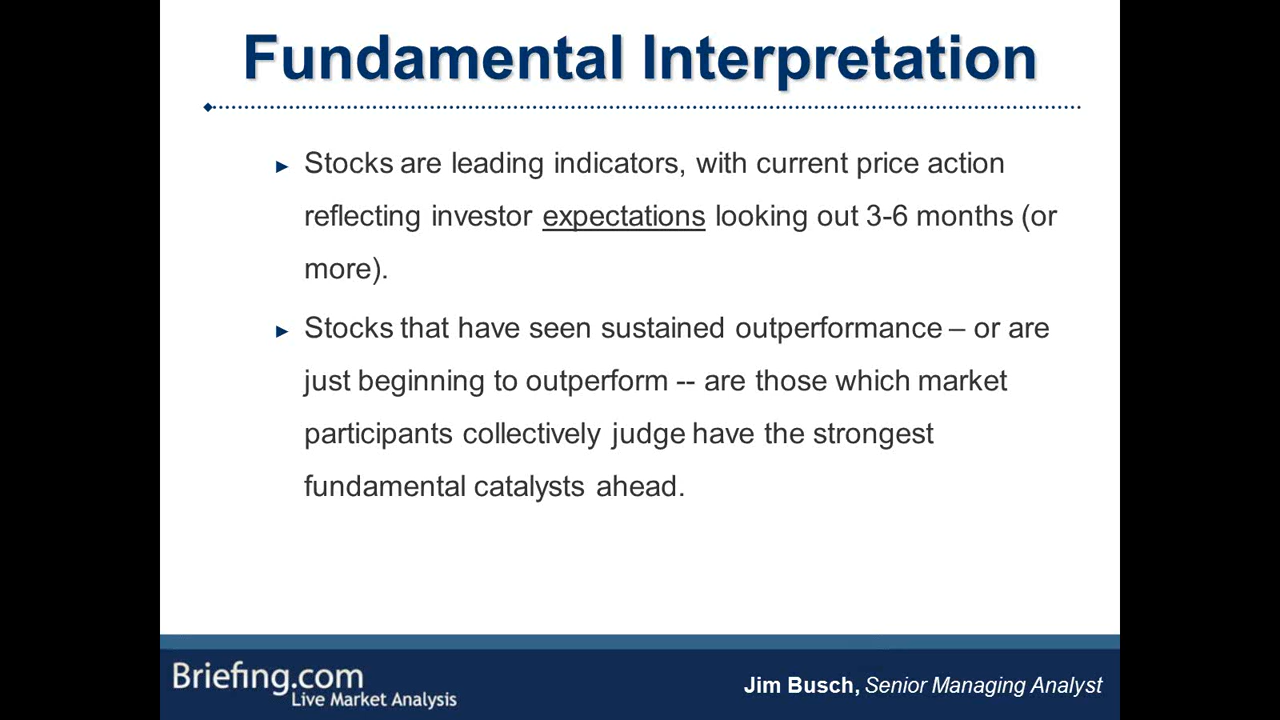 Fundamental Interpretation
► Stocks are leading indicators, with current price action
reflecting investor expectations looking out 3-6 months (or
more).
► Stocks that have seen sustained outperformance – or are
just beginning to outperform -- are those which market
participants collectively judge have the strongest
fundamental catalysts ahead.
Briefing.com
Live Market Analysis
Jim Busch, Senior Managing Analyst